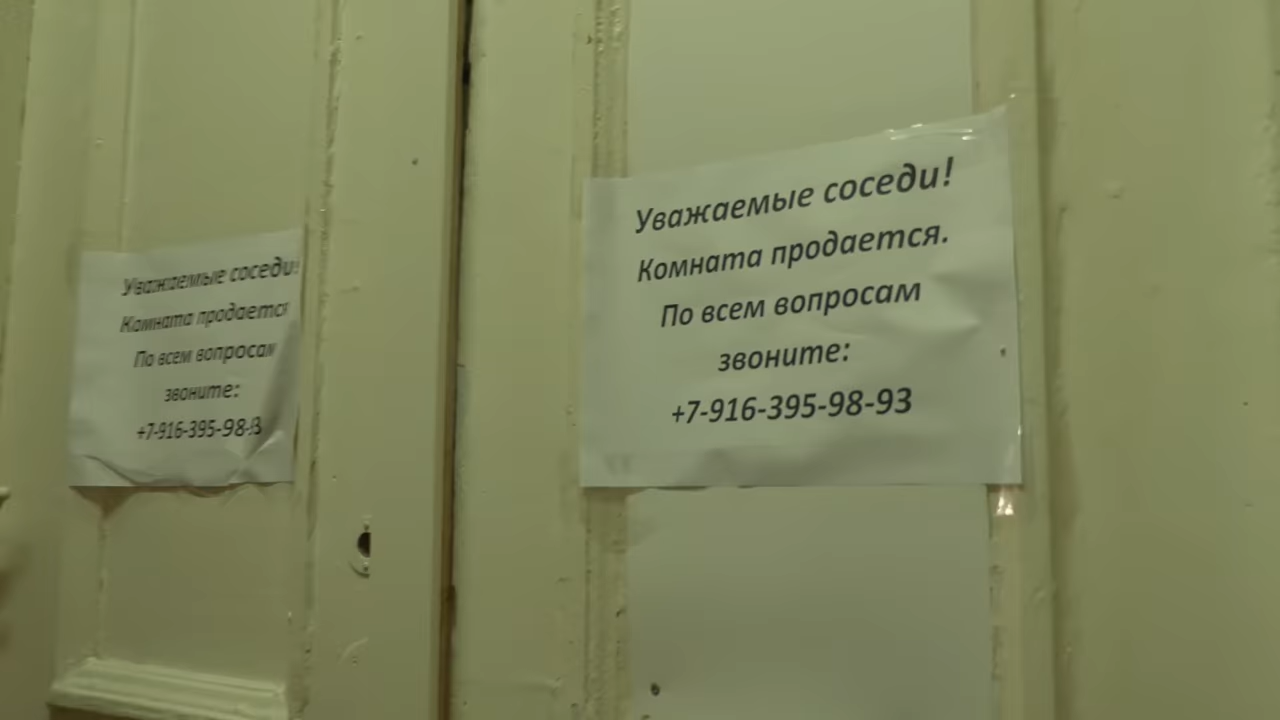 Уважаемые соседи!
Комната продается
По всем вопросам
звоните:
+7-916-395-98-93
Уважаемые соседи!
Комната продается.
По всем вопросам
звоните:
+7-916-395-98-93